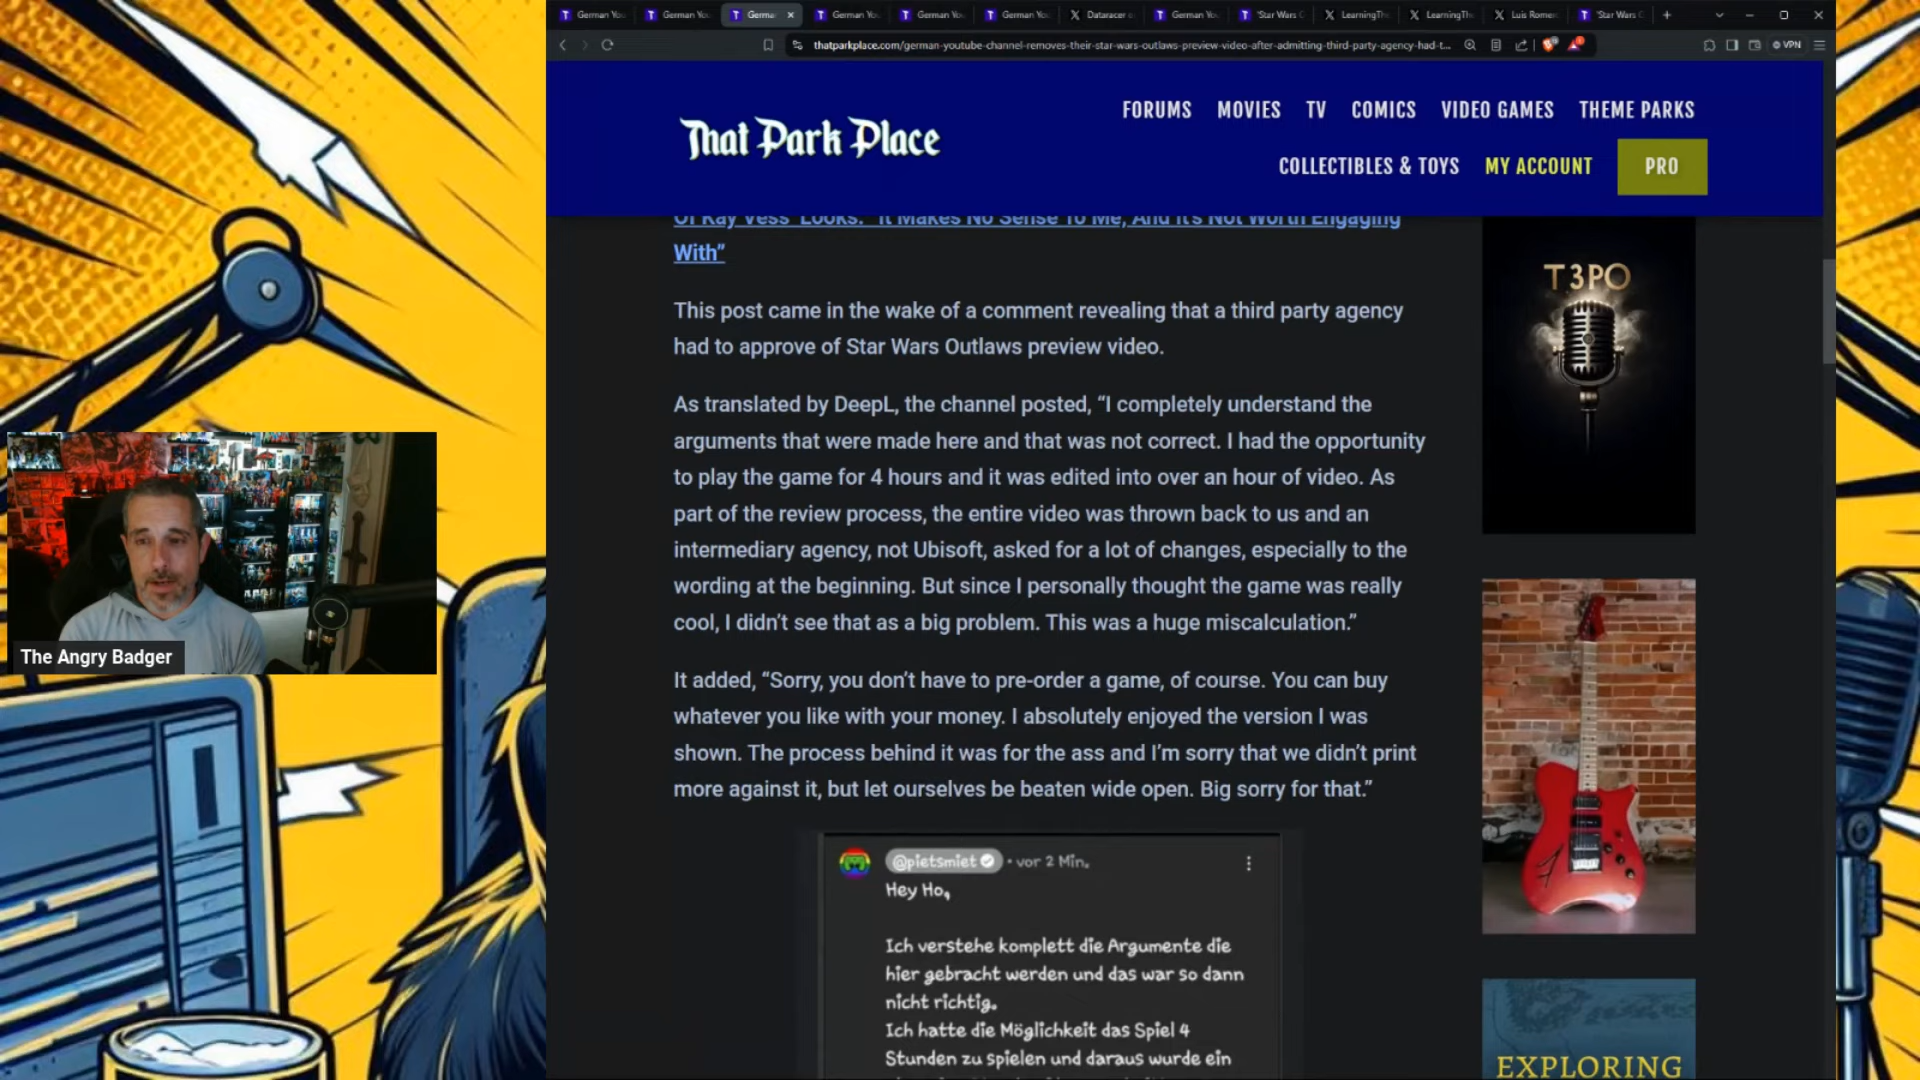 German You
German You
German
German You
German You
German You
Dataracer o
German You
'Star Wars O
LearningThe
LearningThe
Luis Romer
'Star Wars O
thatparkplace.com/german-youtube-channel-removes-their-star-wars-outlaws-preview-video-after-admitting-third-party-agency-had-t...
VPN
That Park Place
FORUMS MOVIES TV COMICS VIDEO GAMES THEME PARKS
COLLECTIBLES & TOYS MY ACCOUNT PRO
Of Kay Vess' Looks: "It Makes No Sense To Me, And It's Not Worth Engaging
With”
This post came in the wake of a comment revealing that a third party agency
had to approve of Star Wars Outlaws preview video.
As translated by DeepL, the channel posted, “I completely understand the
arguments that were made here and that was not correct. I had the opportunity
to play the game for 4 hours and it was edited into over an hour of video. As
part of the review process, the entire video was thrown back to us and an
intermediary agency, not Ubisoft, asked for a lot of changes, especially to the
wording at the beginning. But since I personally thought the game was really
cool, I didn’t see that as a big problem. This was a huge miscalculation.”
It added, “Sorry, you don’t have to pre-order a game, of course. You can buy
whatever you like with your money. I absolutely enjoyed the version I was
shown. The process behind it was for the ass and I’m sorry that we didn’t print
more against it, but let ourselves be beaten wide open. Big sorry for that.”
@pietsmiet • vor 2 Min.
Hey Ho,
Ich verstehe komplett die Argumente die
hier gebracht werden und das war so dann
nicht richtig.
Ich hatte die Möglichkeit das Spiel 4
Stunden zu spielen und daraus wurde ein
T3PO
EXPLORING
The Angry Badger